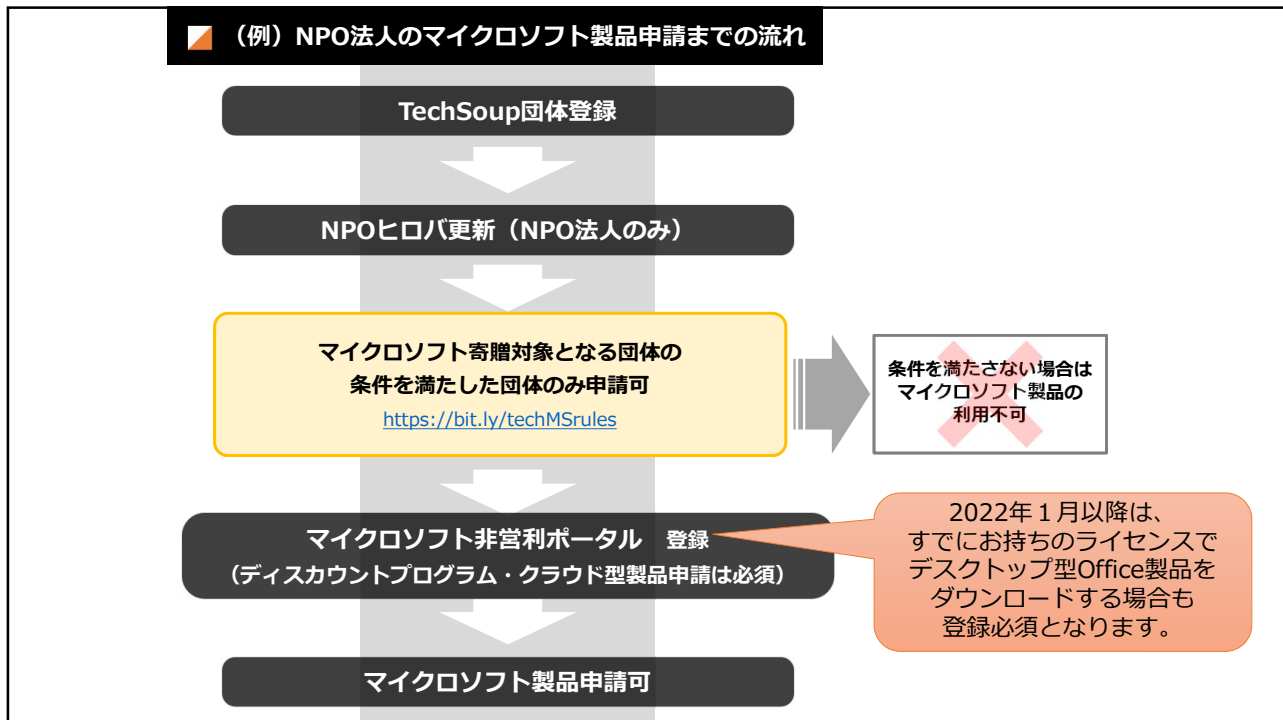 （例）NPO法人のマイクロソフト製品申請までの流れ
TechSoup団体登録
NPOヒロバ更新（NPO法人のみ）
マイクロソフト寄贈対象となる団体の
条件を満たした団体のみ申請可
https://bit.ly/techMSrules
条件を満たさない場合は
マイクロソフト製品の
利用不可
マイクロソフト非営利ポータル　登録
（ディスカウントプログラム・クラウド型製品申請は必須）
2022年１月以降は、
すでにお持ちのライセンスで
デスクトップ型Office製品を
ダウンロードする場合も
登録必須となります。
マイクロソフト製品申請可